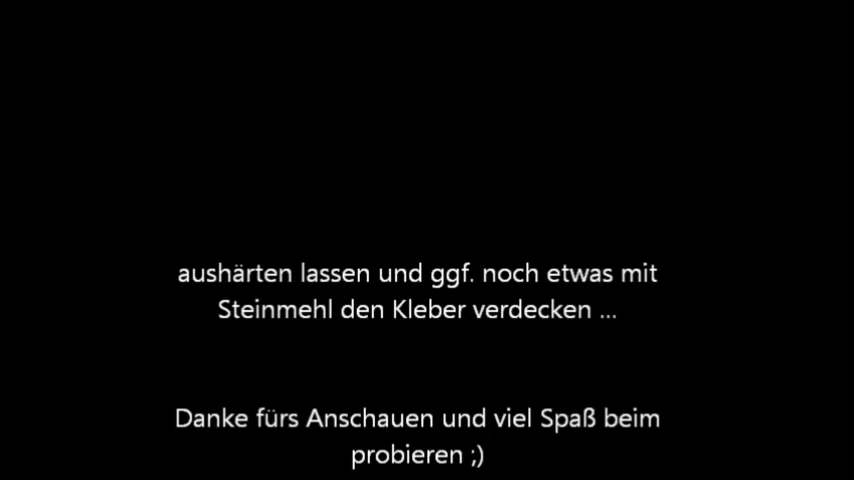 aushärten lassen und ggf. noch etwas mit
Steinmehl den Kleber verdecken ...
Danke fürs Anschauen und viel Spaß beim
probieren ;)